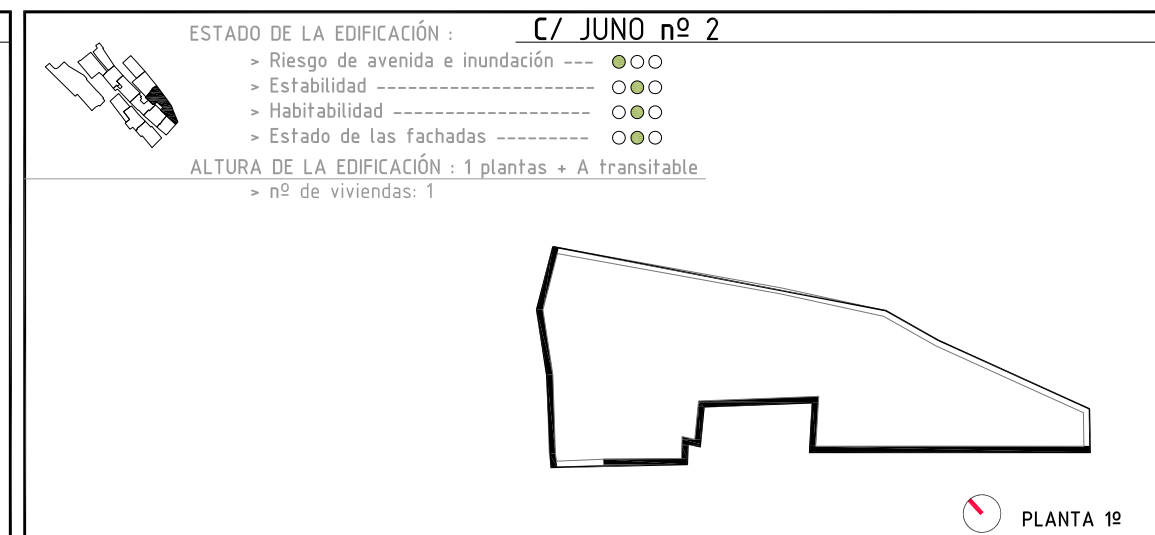 C/ JUNO nº 2
ESTADO DE LA EDIFICACIÓN :
> Riesgo de avenida e inundación ---
> Estabilidad ----------------------
> Habitabilidad --------------------
> Estado de las fachadas ---------
ALTURA DE LA EDIFICACIÓN : 1 plantas + A transitable
> nº de viviendas: 1
PLANTA 1º